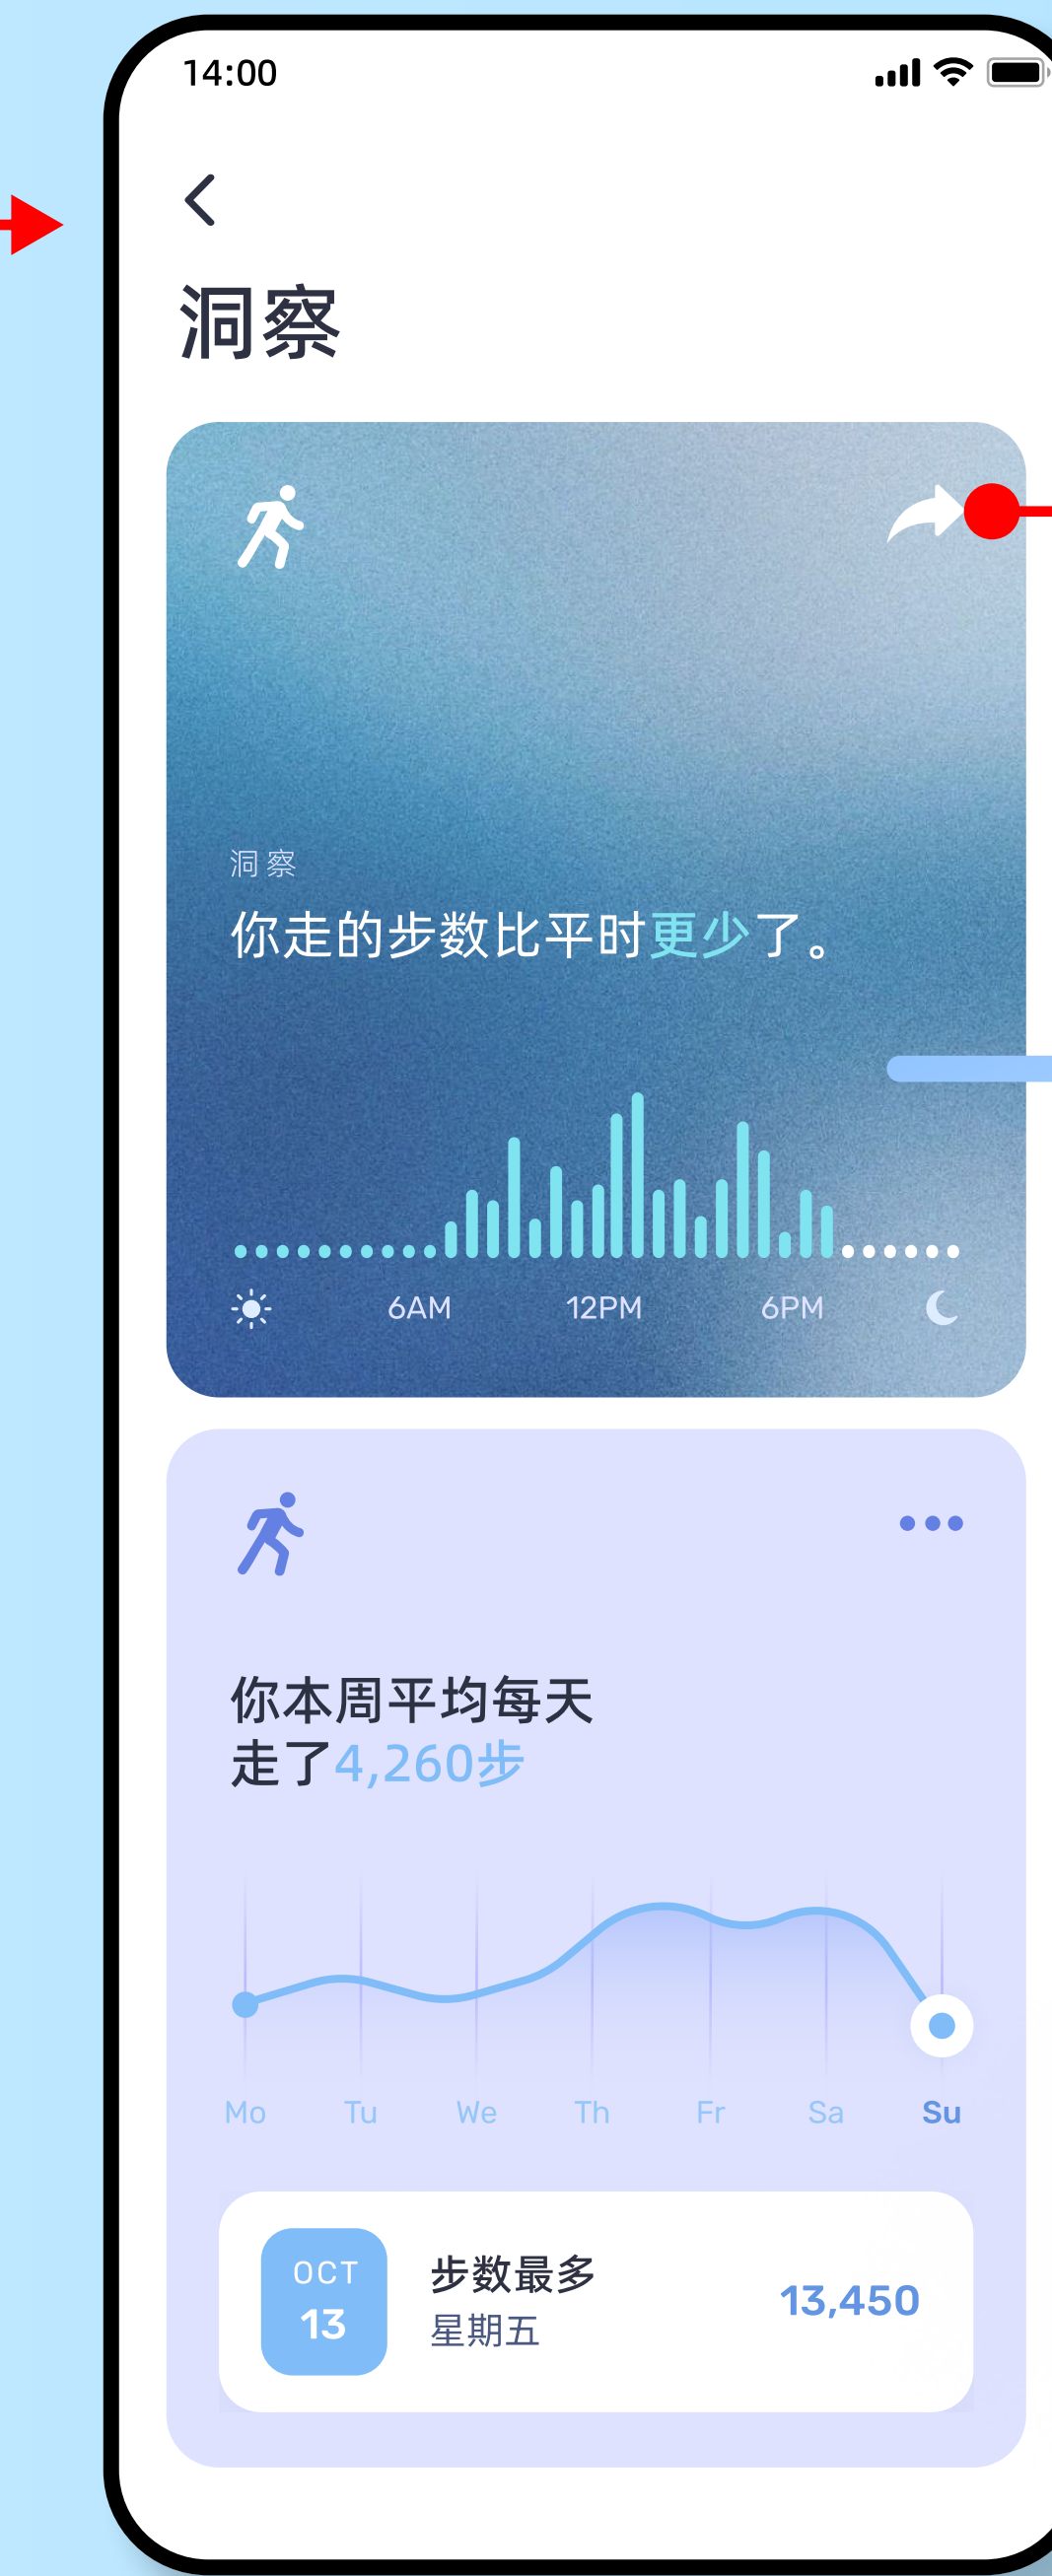 14:00
洞察
洞察
你走的步数比平时更少了。
6AM 12PM 6PM
你本周平均每天
走了4,260步
Mo Tu We Th Fr Sa Su
OCT
13
步数最多
星期五
13,450